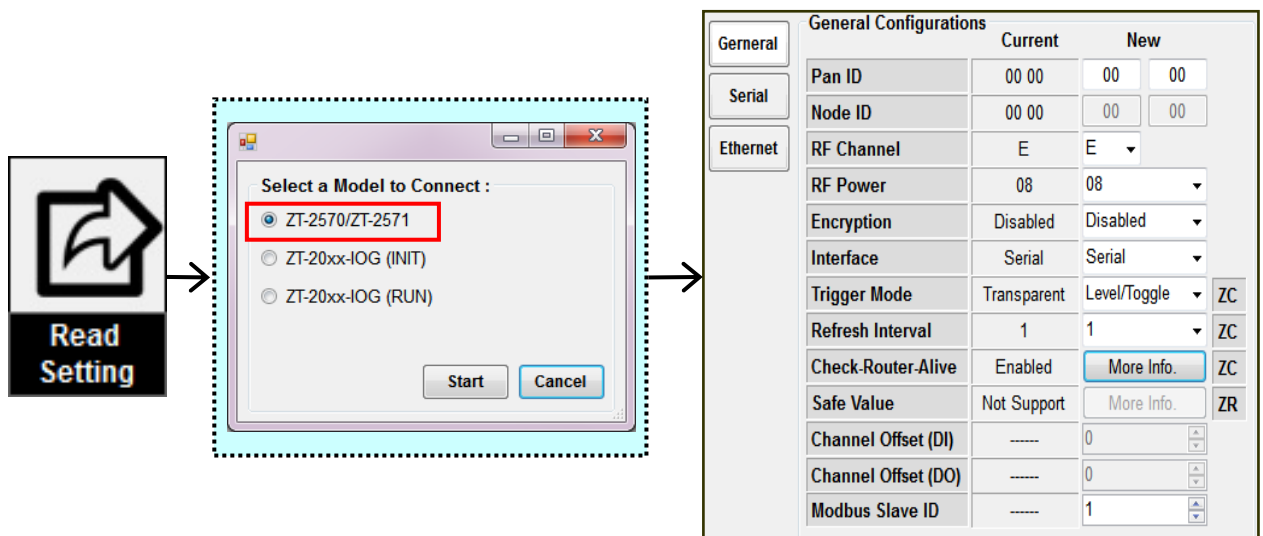 Read
Setting
Select a Model to Connect :
ZT-2570/ZT-2571
ZT-20xx-IOG (INIT)
ZT-20xx-IOG (RUN)
Start Cancel
Gerneral
Serial
Ethernet
General Configurations
Current New
Pan ID 00 00 00 00
Node ID 00 00 00 00
RF Channel E E
RF Power 08 08
Encryption Disabled Disabled
Interface Serial Serial
Trigger Mode Transparent Level/Toggle ZC
Refresh Interval 1 1 ZC
Check-Router-Alive Enabled More Info. ZC
Safe Value Not Support More Info. ZR
Channel Offset (DI) ------ 0
Channel Offset (DO) ------ 0
Modbus Slave ID ------ 1